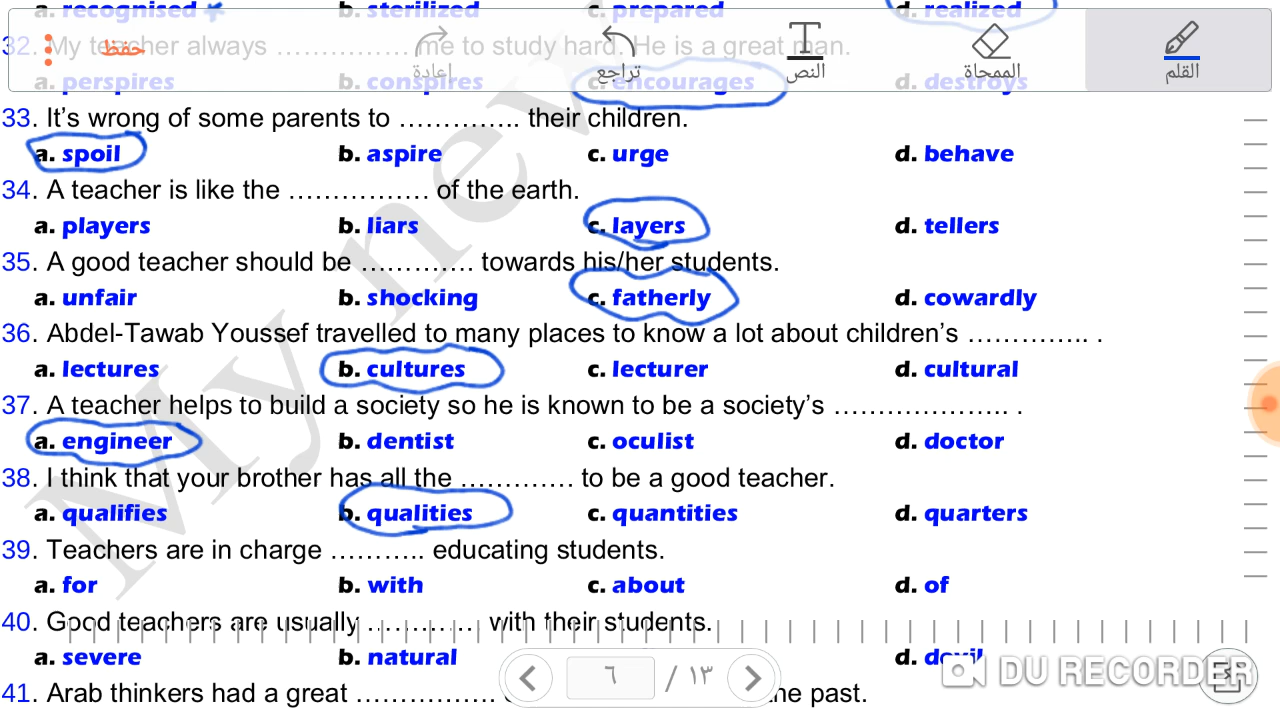 a. recognised b. sterilized c. prepared d. realized
32. My teacher always …………… me to study hard. He is a great man.
حفظ إعادة تراجع النص الممحاة القلم
a. perspires b. conspires c. encourages d. destroys
33. It's wrong of some parents to ………….. their children.
a. spoil b. aspire c. urge d. behave
34. A teacher is like the ……………. of the earth.
a. players b. liars c. layers d. tellers
35. A good teacher should be …………. towards his/her students.
a. unfair b. shocking c. fatherly d. cowardly
36. Abdel-Tawab Youssef travelled to many places to know a lot about children's ………….. .
a. lectures b. cultures c. lecturer d. cultural
37. A teacher helps to build a society so he is known to be a society's ……………….. .
a. engineer b. dentist c. oculist d. doctor
38. I think that your brother has all the …………. to be a good teacher.
a. qualifies b. qualities c. quantities d. quarters
39. Teachers are in charge ……….. educating students.
a. for b. with c. about d. of
40. Good teachers are usually …………. with their students.
a. severe b. natural d. devil
٦ / ١٣
DU RECORDER
41. Arab thinkers had a great ……………. the past.
My new